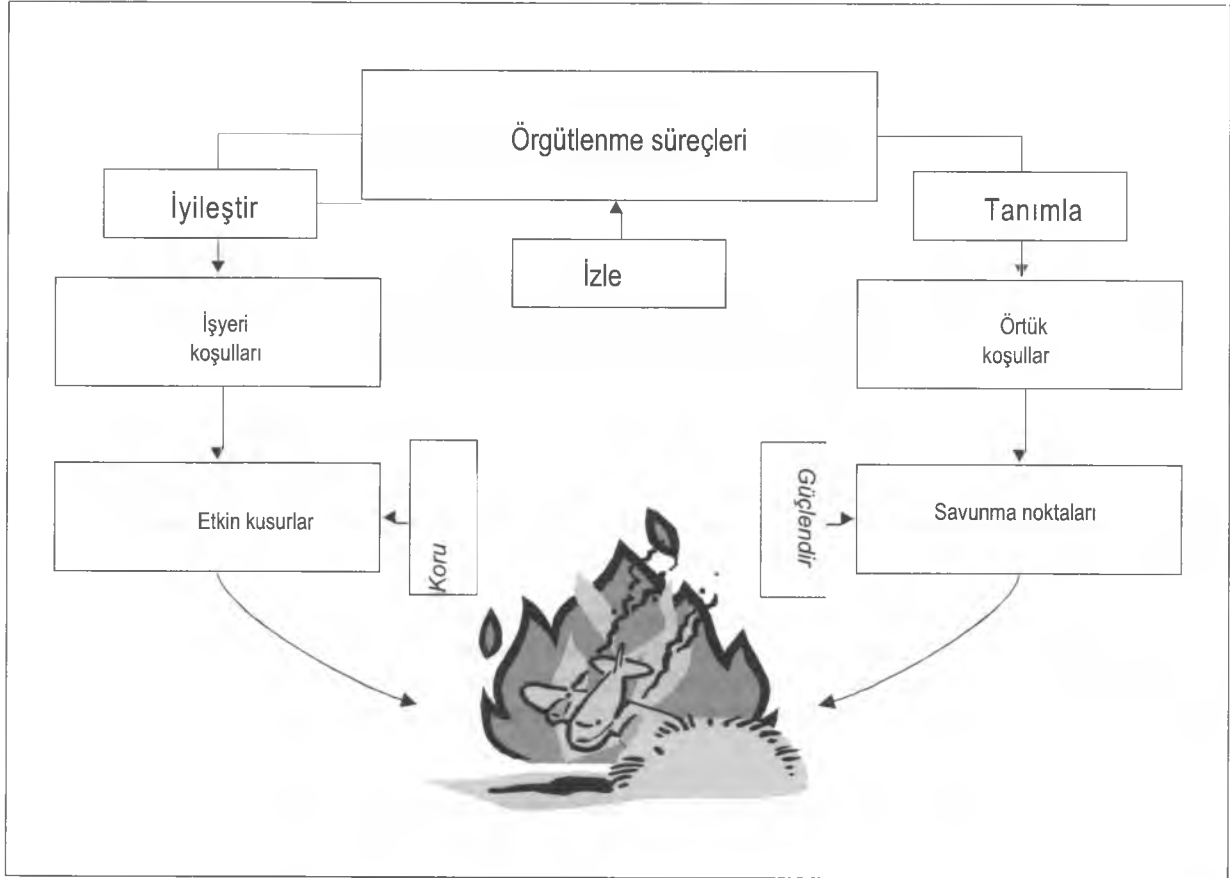 Örgütlenme süreçleri
İyileştir
Tanımla
İzle
İşyeri
koşulları
Örtük
koşullar
Koru
Güçlendir
Etkin kusurlar
Savunma noktaları